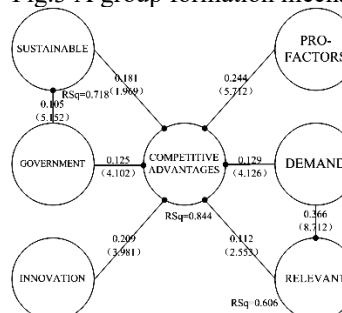 Fig.3 A group formation mechan
SUSTAINABLE
PRO-
FACTORS
0.181
(1.969)
0.244
(5.712)
RSq=0.718
0.105
(5.152)
GOVERNMENT
0.125
(4.102)
COMPETITIVE
ADVANTAGES
0.129
(4.126)
DEMAND
0.366
(8.712)
RSq=0.844
0.209
(3.981)
0.112
(2.553)
INNOVATION
RELEVANT
RSq=0.606